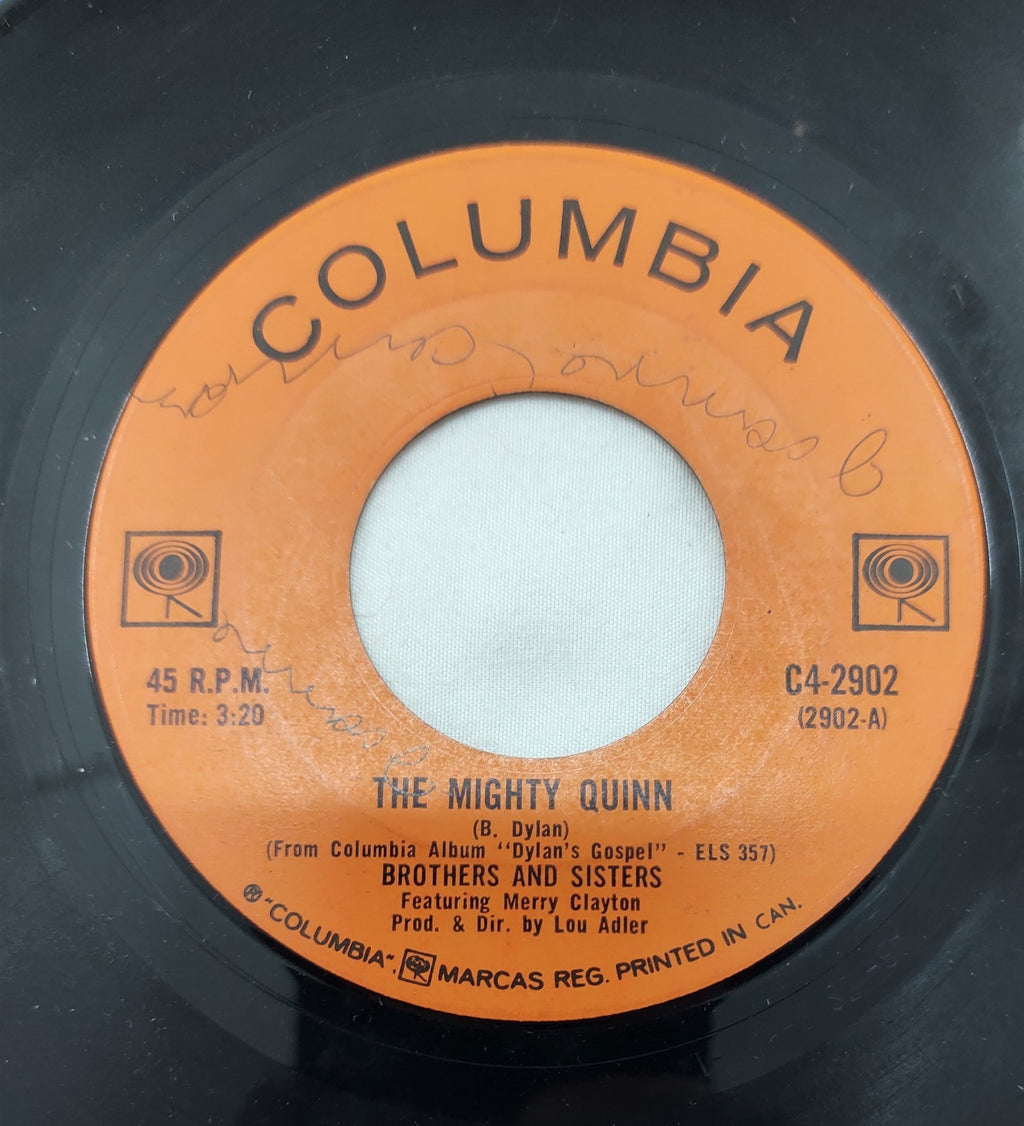 COLUMBIA
45 R.P.M.
Time: 3:20
C4-2902
(2902-A)
THE MIGHTY QUINN
(B. Dylan)
(From Columbia Album "Dylan's Gospel" - ELS 357)
BROTHERS AND SISTERS
Featuring Merry Clayton
Prod. & Dir. by Lou Adler
® "COLUMBIA", MARCAS REG. PRINTED IN CAN.